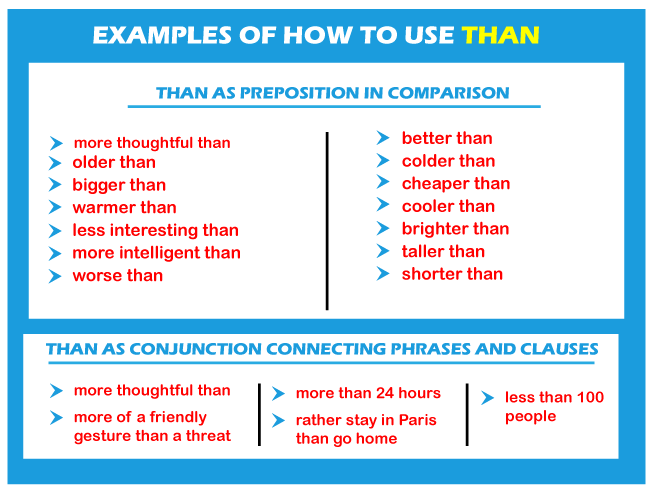 EXAMPLES OF HOW TO USE THAN
THAN AS PREPOSITION IN COMPARISON
more thoughtful than
older than
bigger than
warmer than
less interesting than
more intelligent than
worse than
better than
colder than
cheaper than
cooler than
brighter than
taller than
shorter than
THAN AS CONJUNCTION CONNECTING PHRASES AND CLAUSES
more thoughtful than
more of a friendly
gesture than a threat
more than 24 hours
rather stay in Paris
than go home
less than 100
people